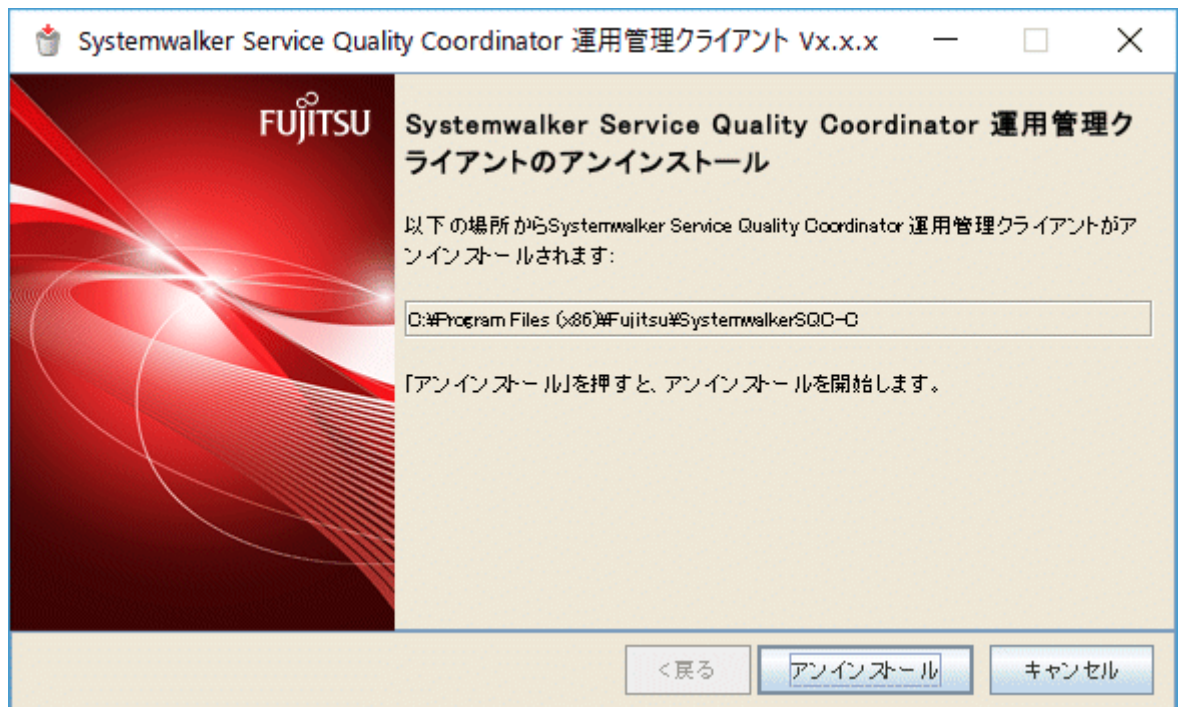 Systemwalker Service Quality Coordinator 運用管理クライアント Vx.x.x
FUJITSU
Systemwalker Service Quality Coordinator 運用管理ク
ライアントのアンインストール
以下の場所からSystemwalker Service Quality Coordinator 運用管理クライアントがア
ンインストールされます:
C:¥Program Files (x86)¥Fujitsu¥SystemwalkerSQC-C
「アンインストール」を押すと、アンインストールを開始します。
<戻る
アンインストール
キャンセル